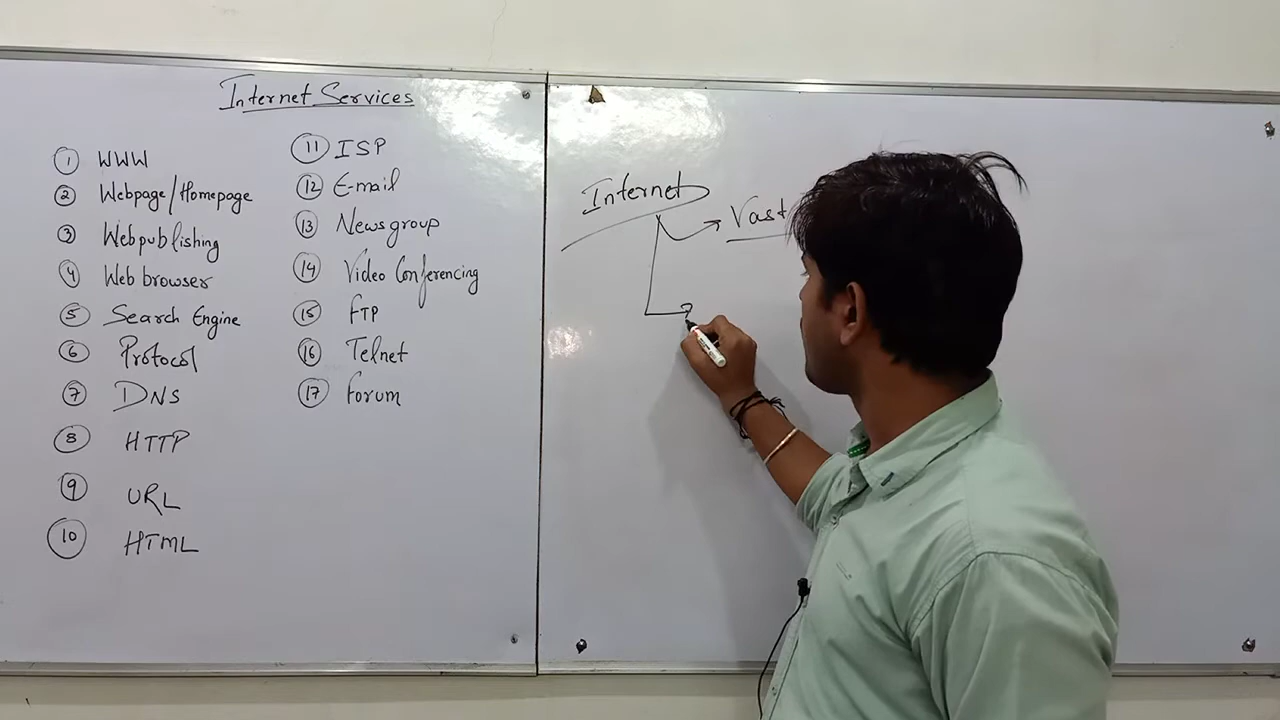 Internet Services
① WWW
② Webpage/Homepage
③ Webpublishing
④ Web browser
⑤ Search Engine
⑥ Protocol
⑦ DNS
⑧ HTTP
⑨ URL
⑩ HTML
⑪ ISP
⑫ E-mail
⑬ Newsgroup
⑭ Video Conferencing
⑮ FTP
⑯ Telnet
⑰ Forum
Internet
Vast